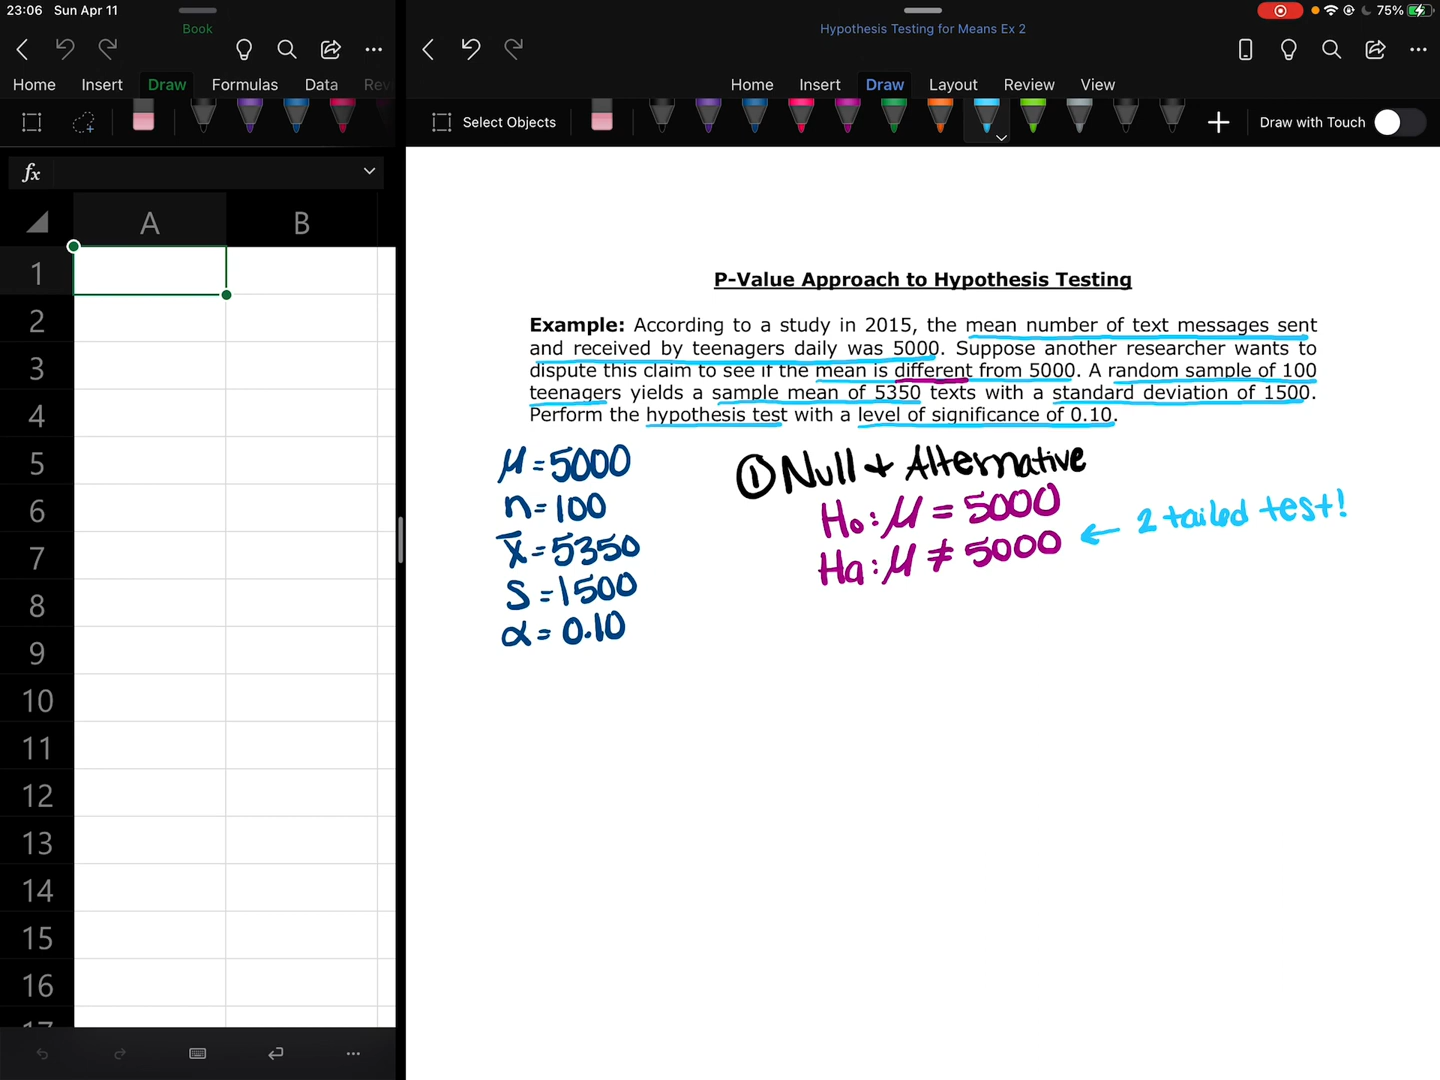 23:06 Sun Apr 11
75%
Book
Home Insert Draw Formulas Data Rev
fx
A B
1
2
3
4
5
6
7
8
9
10
11
12
13
14
15
16
17
Hypothesis Testing for Means Ex 2
Home Insert Draw Layout Review View
Select Objects
Draw with Touch
P-Value Approach to Hypothesis Testing
Example: According to a study in 2015, the mean number of text messages sent
and received by teenagers daily was 5000. Suppose another researcher wants to
dispute this claim to see if the mean is different from 5000. A random sample of 100
teenagers yields a sample mean of 5350 texts with a standard deviation of 1500.
Perform the hypothesis test with a level of significance of 0.10.
μ = 5000
n = 100
x̄ = 5350
S = 1500
α = 0.10
① Null + Alternative
H₀: μ = 5000
Ha: μ ≠ 5000
← 2 tailed test!